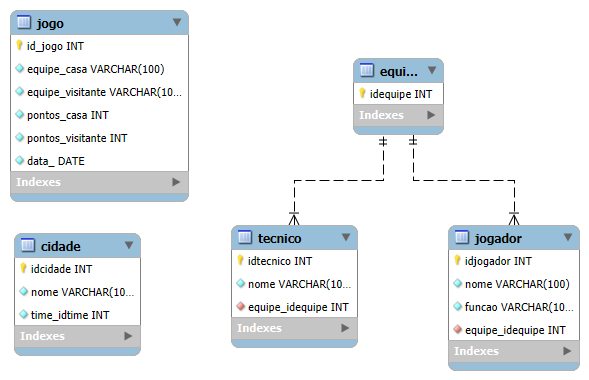 jogo
id_jogo INT
equipe_casa VARCHAR(100)
equipe_visitante VARCHAR(10...
pontos_casa INT
pontos_visitante INT
data_ DATE
Indexes
equi...
idequipe INT
Indexes
cidade
idcidade INT
nome VARCHAR(10...
time_idtime INT
Indexes
tecnico
idtecnico INT
nome VARCHAR(10...
equipe_idequipe INT
Indexes
jogador
idjogador INT
nome VARCHAR(100)
funcao VARCHAR(10...
equipe_idequipe INT
Indexes